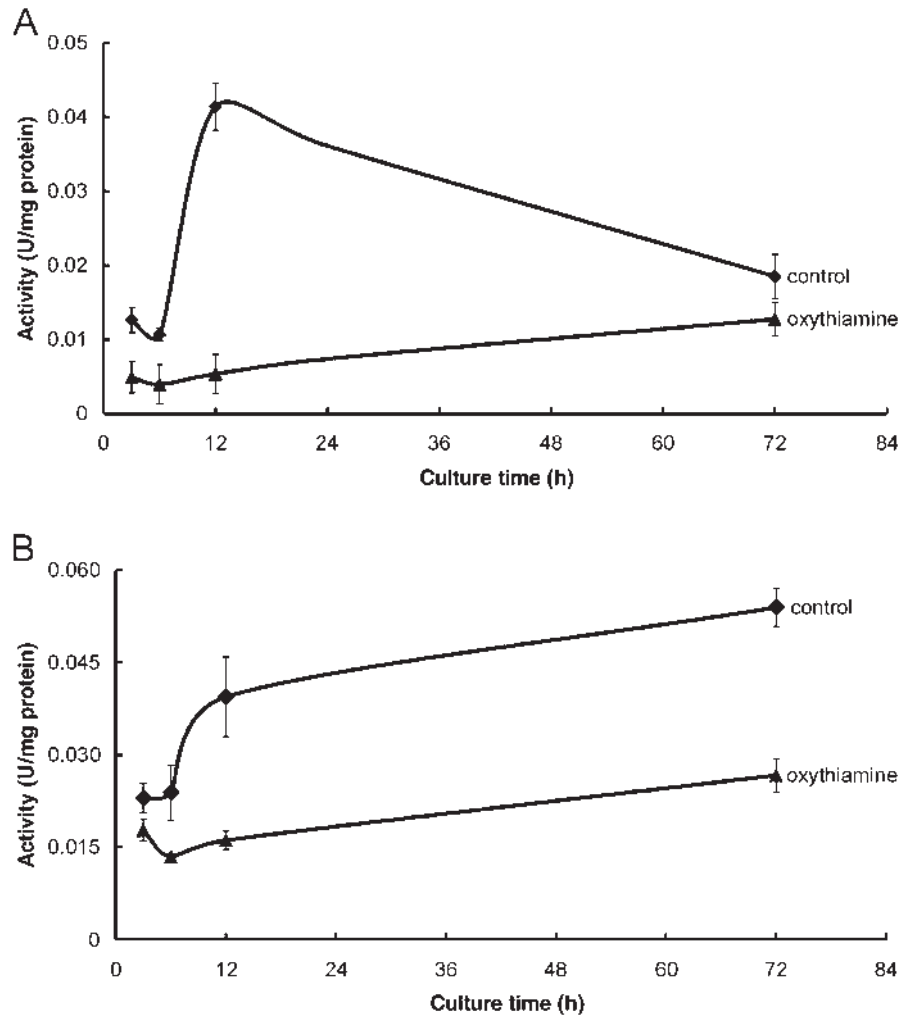 A
0.05
0.04
0.03
0.02
0.01
0
Activity (U/mg protein)
control
oxythiamine
0 12 24 36 48 60 72 84
Culture time (h)
B
0.060
0.045
0.030
0.015
0
Activity (U/mg protein)
control
oxythiamine
0 12 24 36 48 60 72 84
Culture time (h)